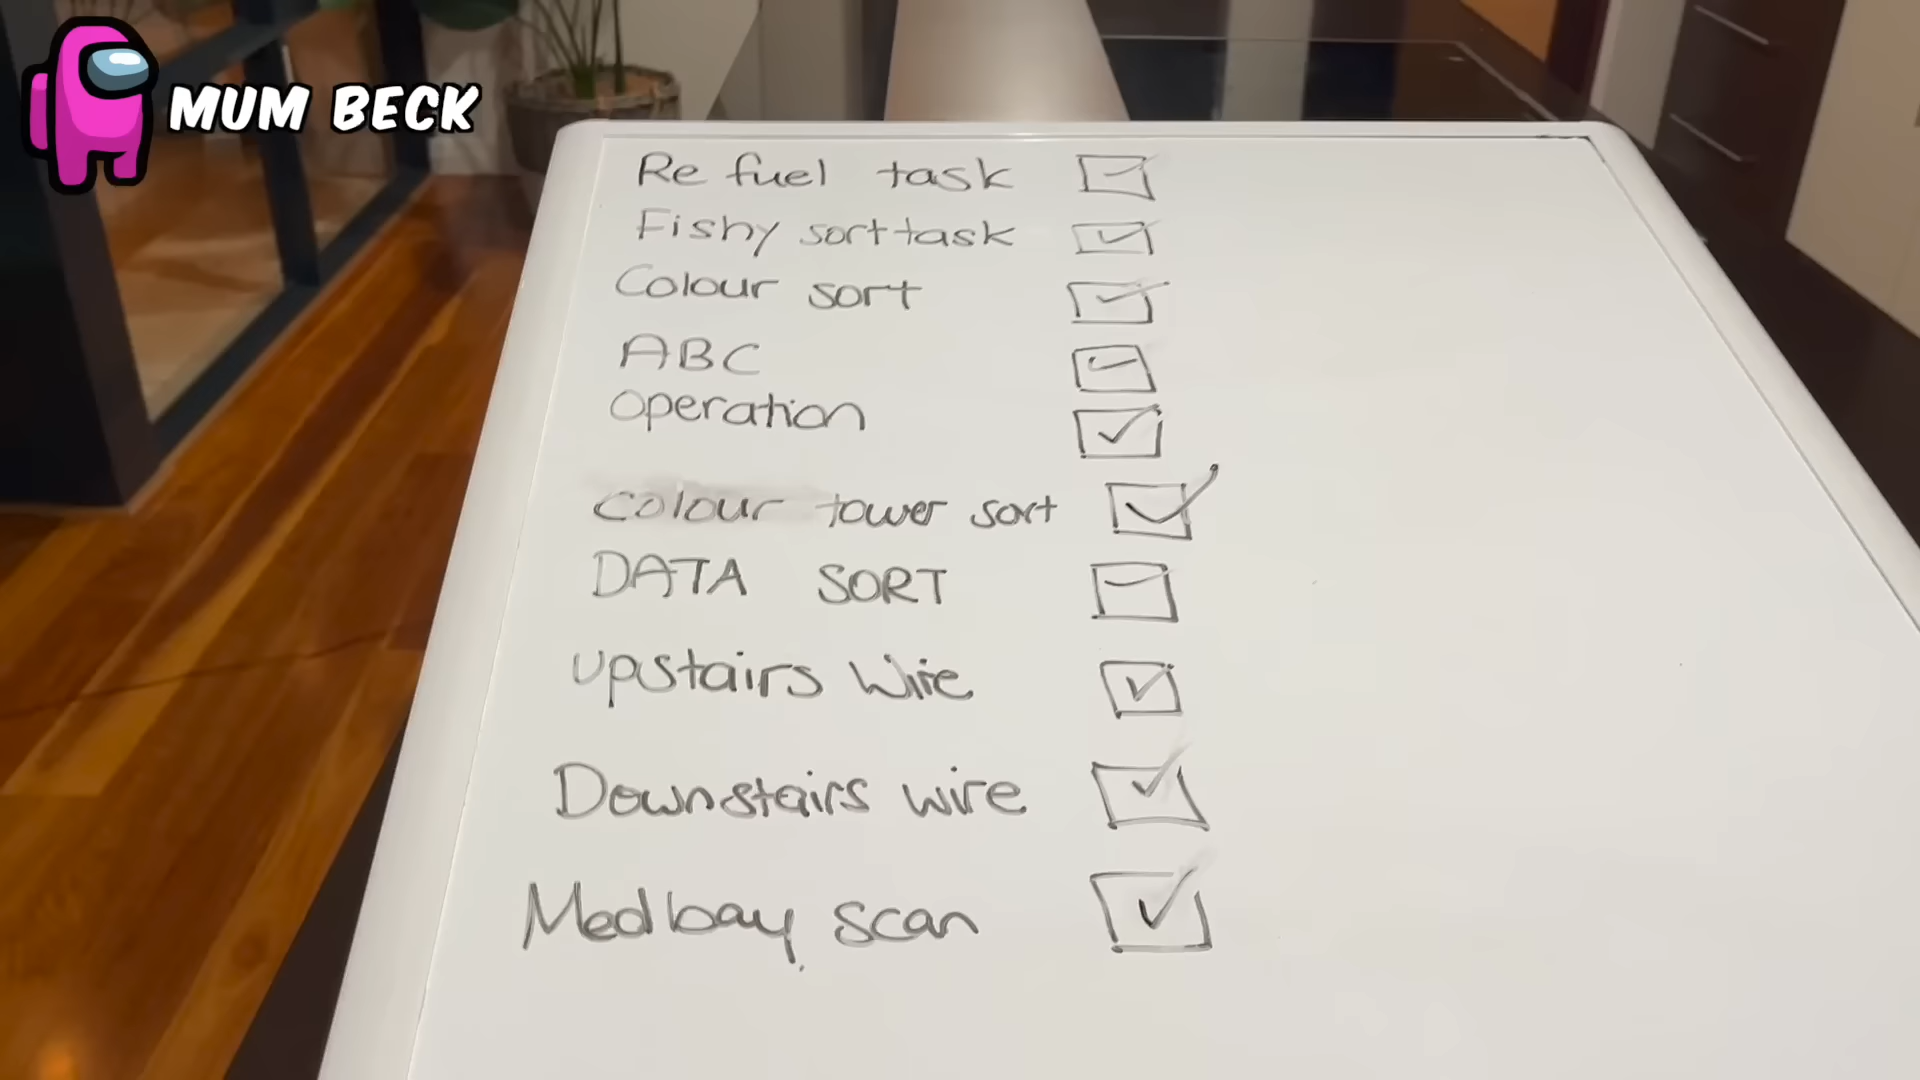 MUM BECK
Re fuel task
Fishy sort task
Colour sort
ABC
operation
colour tower sort
DATA SORT
upstairs wire
Downstairs wire
Medbay scan